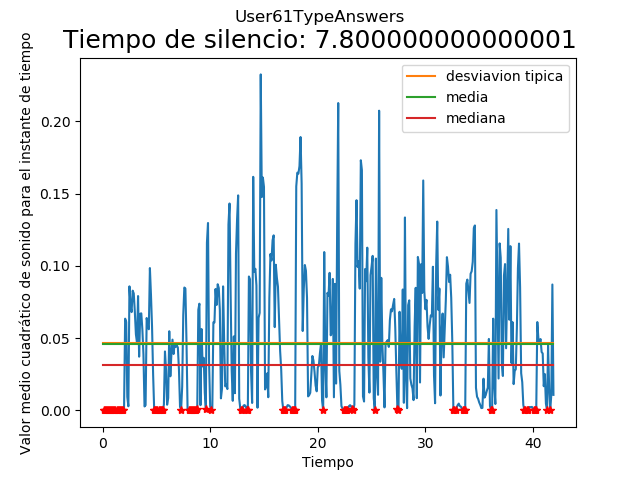 User61TypeAnswers
Tiempo de silencio: 7.800000000000001
desviavion tipica
media
mediana
Valor medio cuadrático de sonido para el instante de tiempo
0.20
0.15
0.10
0.05
0.00
0 10 20 30 40
Tiempo